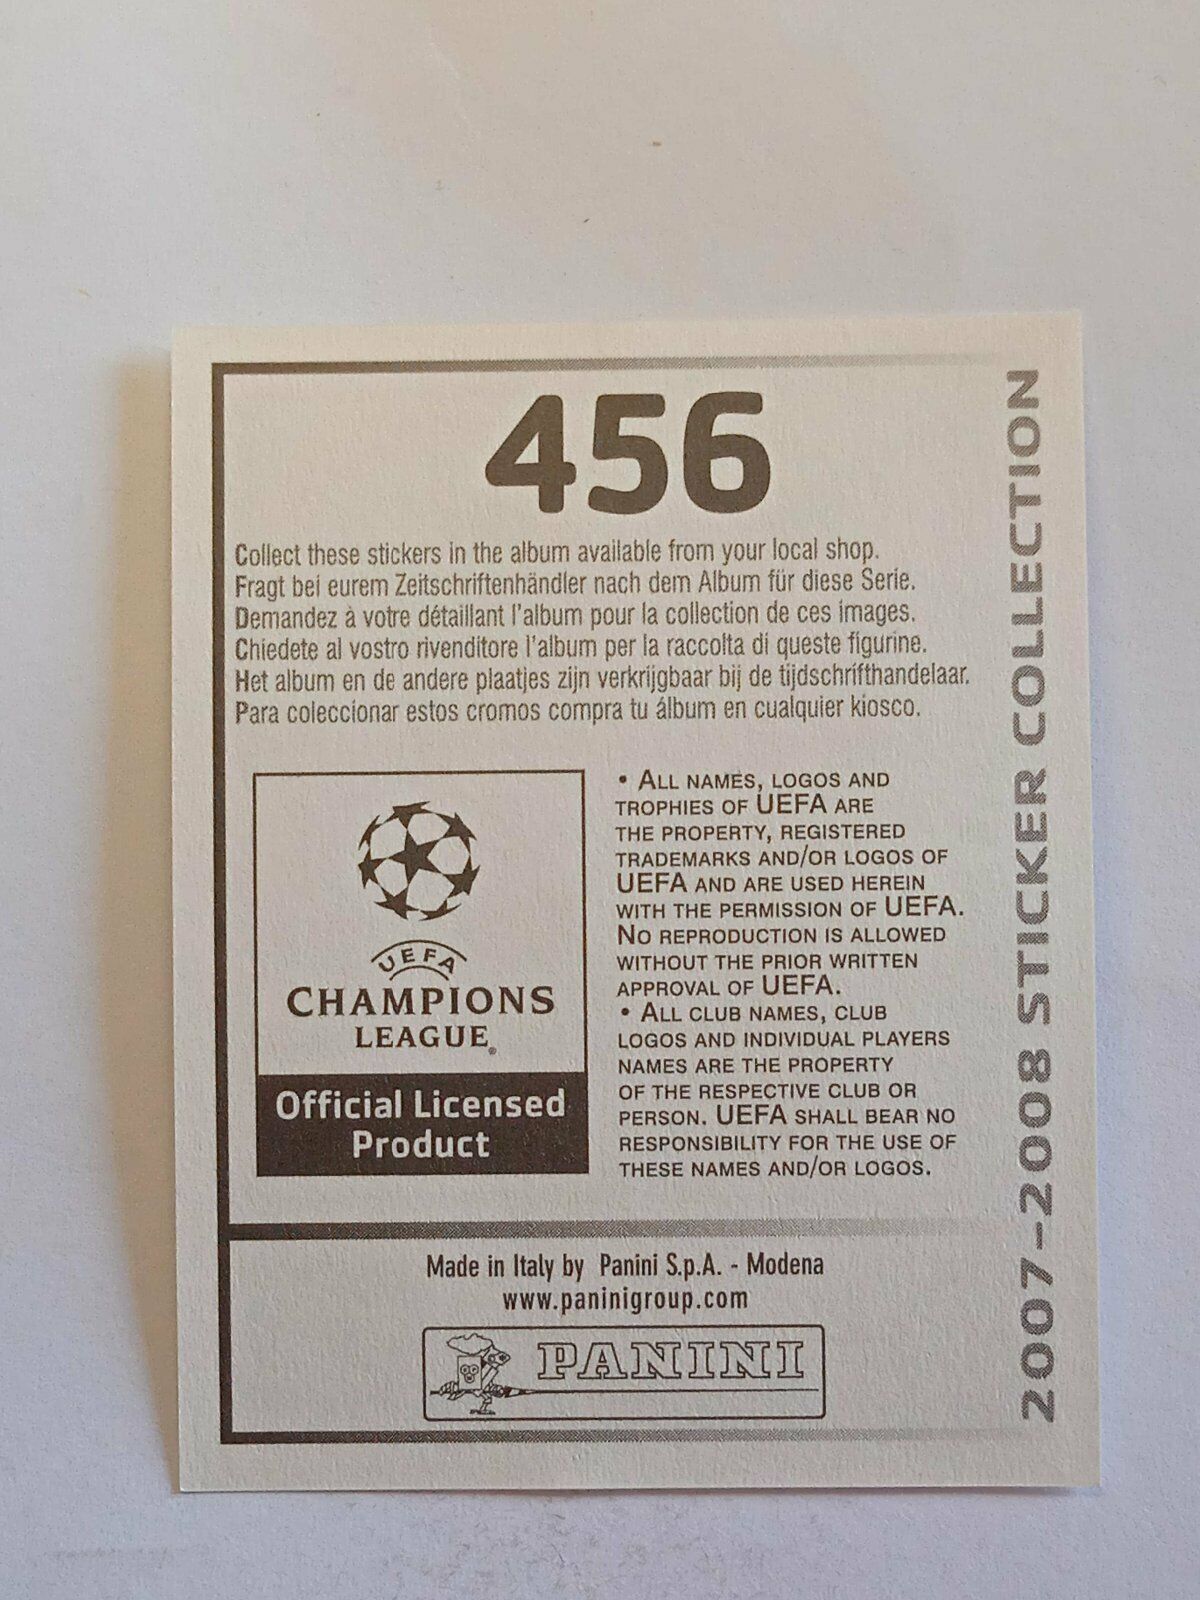 456
Collect these stickers in the album available from your local shop.
Fragt bei eurem Zeitschriftenhändler nach dem Album für diese Serie.
Demandez à votre détaillant l'album pour la collection de ces images.
Chiedete al vostro rivenditore l'album per la raccolta di queste figurine.
Het album en de andere plaatjes zijn verkrijgbaar bij de tijdschrifthandelaar.
Para coleccionar estos cromos compra tu álbum en cualquier kiosco.
UEFA
CHAMPIONS
LEAGUE®
Official Licensed
Product
• ALL NAMES, LOGOS AND
TROPHIES OF UEFA ARE
THE PROPERTY, REGISTERED
TRADEMARKS AND/OR LOGOS OF
UEFA AND ARE USED HEREIN
WITH THE PERMISSION OF UEFA.
NO REPRODUCTION IS ALLOWED
WITHOUT THE PRIOR WRITTEN
APPROVAL OF UEFA.
• ALL CLUB NAMES, CLUB
LOGOS AND INDIVIDUAL PLAYERS
NAMES ARE THE PROPERTY
OF THE RESPECTIVE CLUB OR
PERSON. UEFA SHALL BEAR NO
RESPONSIBILITY FOR THE USE OF
THESE NAMES AND/OR LOGOS.
Made in Italy by Panini S.p.A. - Modena
www.paninigroup.com
PANINI
2007-2008 STICKER COLLECTION